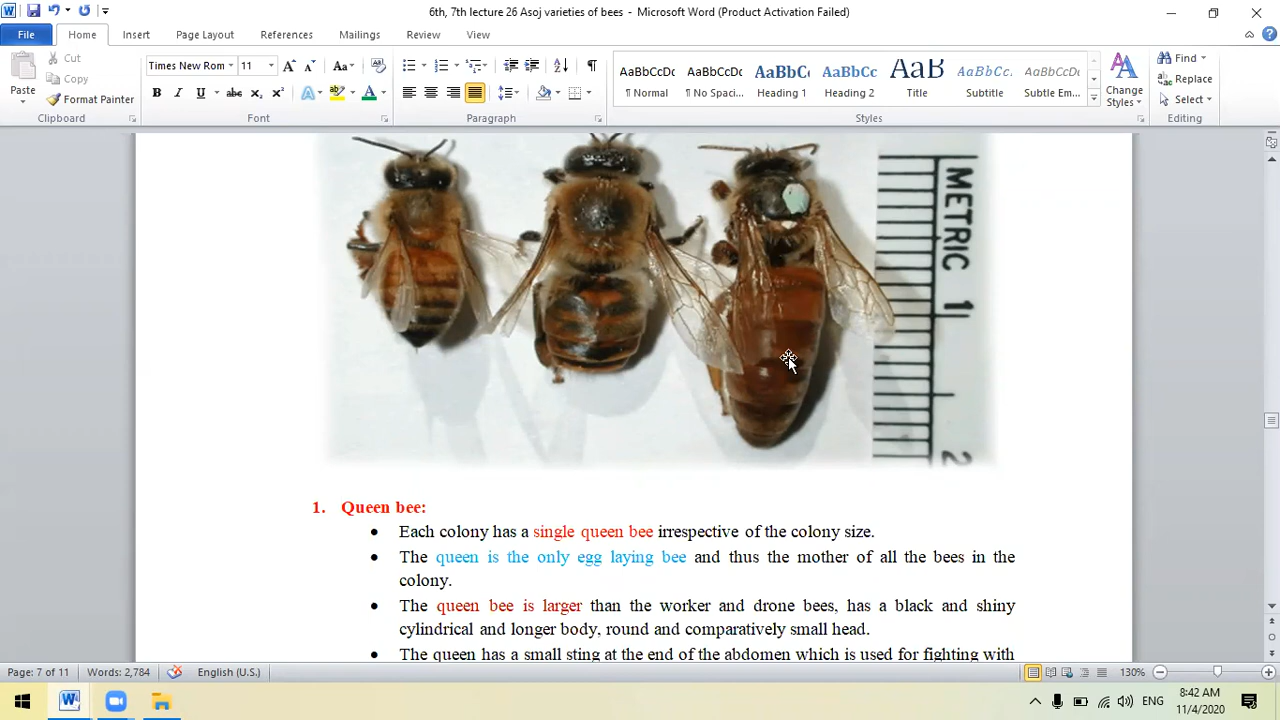 6th, 7th lecture 26 Asoj varieties of bees - Microsoft Word (Product Activation Failed)
File Home Insert Page Layout References Mailings Review View
Paste
Cut
Copy
Format Painter
Clipboard
Times New Rom 11
Font
Paragraph
AaBbCcDc AaBbCcDc AaBbCc AaBbCc AaB AaBbCcL AaBbCcDc
¶ Normal ¶ No Spaci... Heading 1 Heading 2 Title Subtitle Subtle Em...
Styles
Change Styles
Find
Replace
Select
Editing
METRIC 1 2
1. Queen bee:
• Each colony has a single queen bee irrespective of the colony size.
• The queen is the only egg laying bee and thus the mother of all the bees in the
colony.
• The queen bee is larger than the worker and drone bees, has a black and shiny
cylindrical and longer body, round and comparatively small head.
• The queen has a small sting at the end of the abdomen which is used for fighting with
Page: 7 of 11 Words: 2,784 English (U.S.) 130%
ENG
8:42 AM
11/4/2020